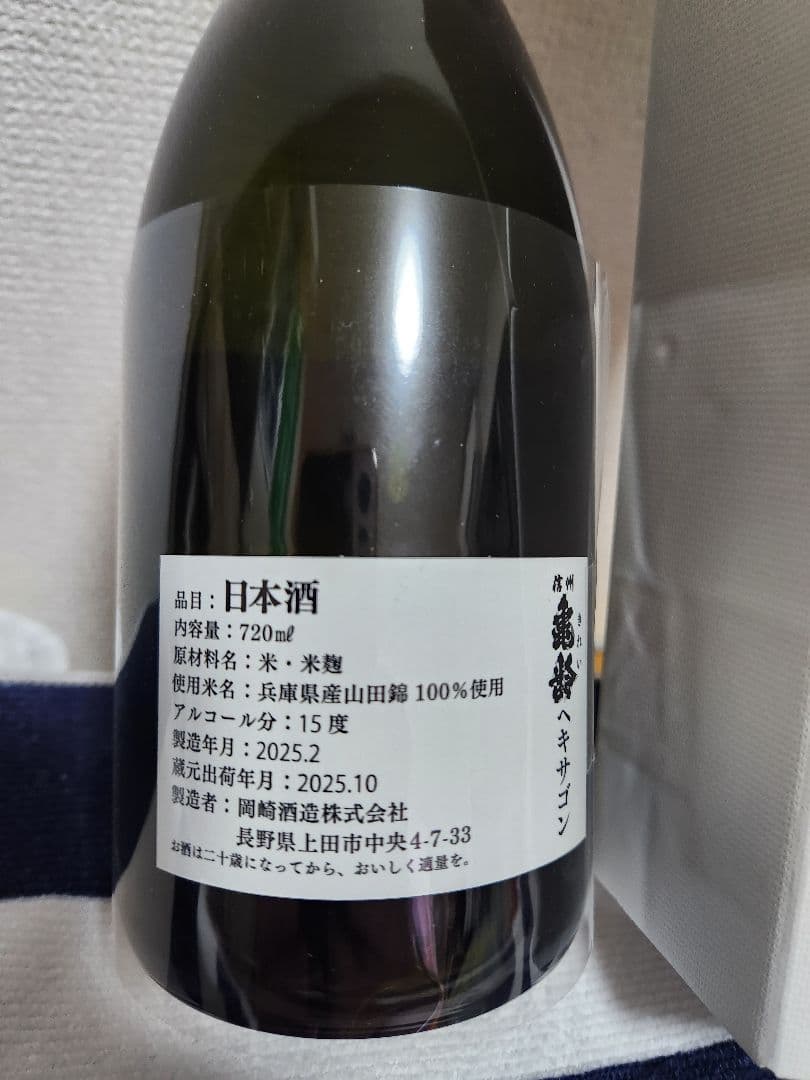 品目：日本酒
内容量：720㎖
原材料名：米・米麹
使用米名：兵庫県産山田錦100％使用
アルコール分：15度
製造年月：2025.2
蔵元出荷年月：2025.10
製造者：岡崎酒造株式会社
長野県上田市中央4-7-33
お酒は二十歳になってから、おいしく適量を。
信州
亀齢
きれい
ヘキサゴン